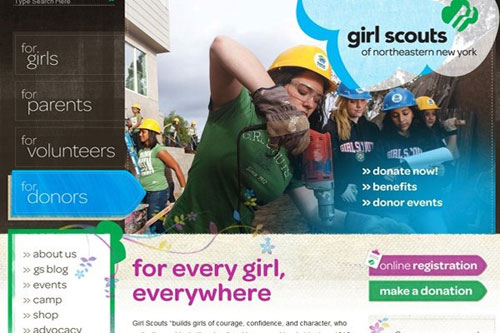 Type Search Here
girl scouts
of northeastern new york
for
girls
for
parents
for
volunteers
for
donors
GIRL SCOUTS
» donate now!
» benefits
» donor events
» about us
» gs blog
» events
» camp
» shop
» advocacy
for every girl,
everywhere
Girl Scouts "builds girls of courage, confidence, and character, who
online registration
make a donation